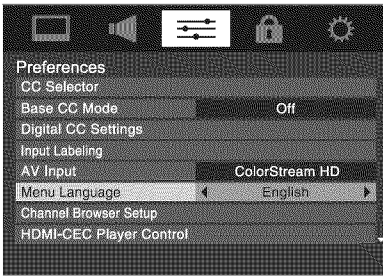 Preferences
CC Selector
Base CC Mode Off
Digital CC Settings
Input Labeling
AV Input ColorStream HD
Menu Language English
Channel Browser Setup
HDMI-CEC Player Control